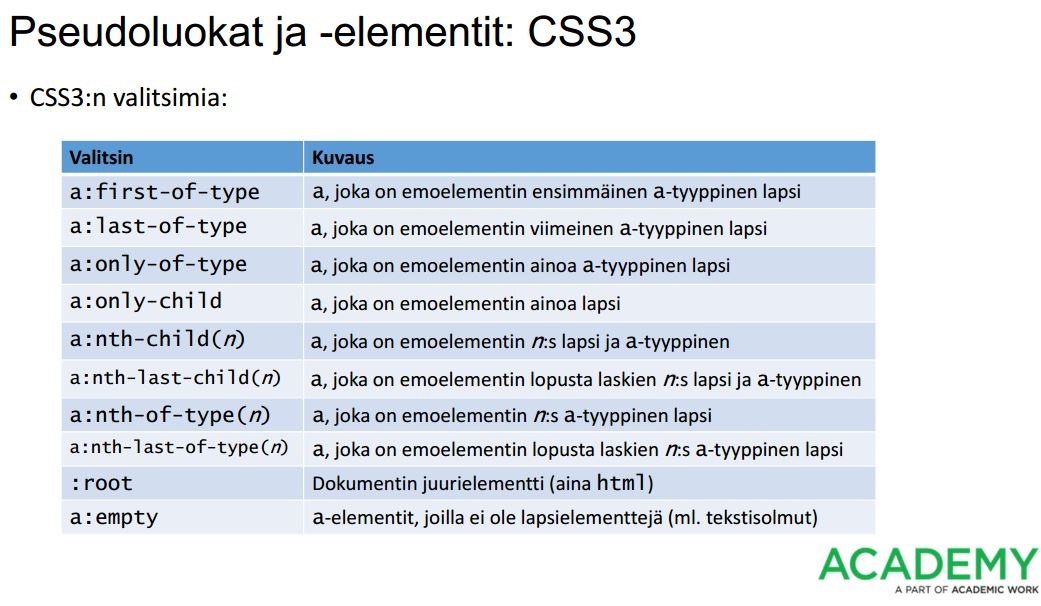 Pseudoluokat ja -elementit: CSS3
• CSS3:n valitsimia:
Valitsin Kuvaus
a:first-of-type a, joka on emoelementin ensimmäinen a-tyyppinen lapsi
a:last-of-type a, joka on emoelementin viimeinen a-tyyppinen lapsi
a:only-of-type a, joka on emoelementin ainoa a-tyyppinen lapsi
a:only-child a, joka on emoelementin ainoa lapsi
a:nth-child(n) a, joka on emoelementin n:s lapsi ja a-tyyppinen
a:nth-last-child(n) a, joka on emoelementin lopusta laskien n:s lapsi ja a-tyyppinen
a:nth-of-type(n) a, joka on emoelementin n:s a-tyyppinen lapsi
a:nth-last-of-type(n) a, joka on emoelementin lopusta laskien n:s a-tyyppinen lapsi
:root Dokumentin juurielementti (aina html)
a:empty a-elementit, joilla ei ole lapsielementtejä (ml. tekstisolmut)
ACADEMY
A PART OF ACADEMIC WORK